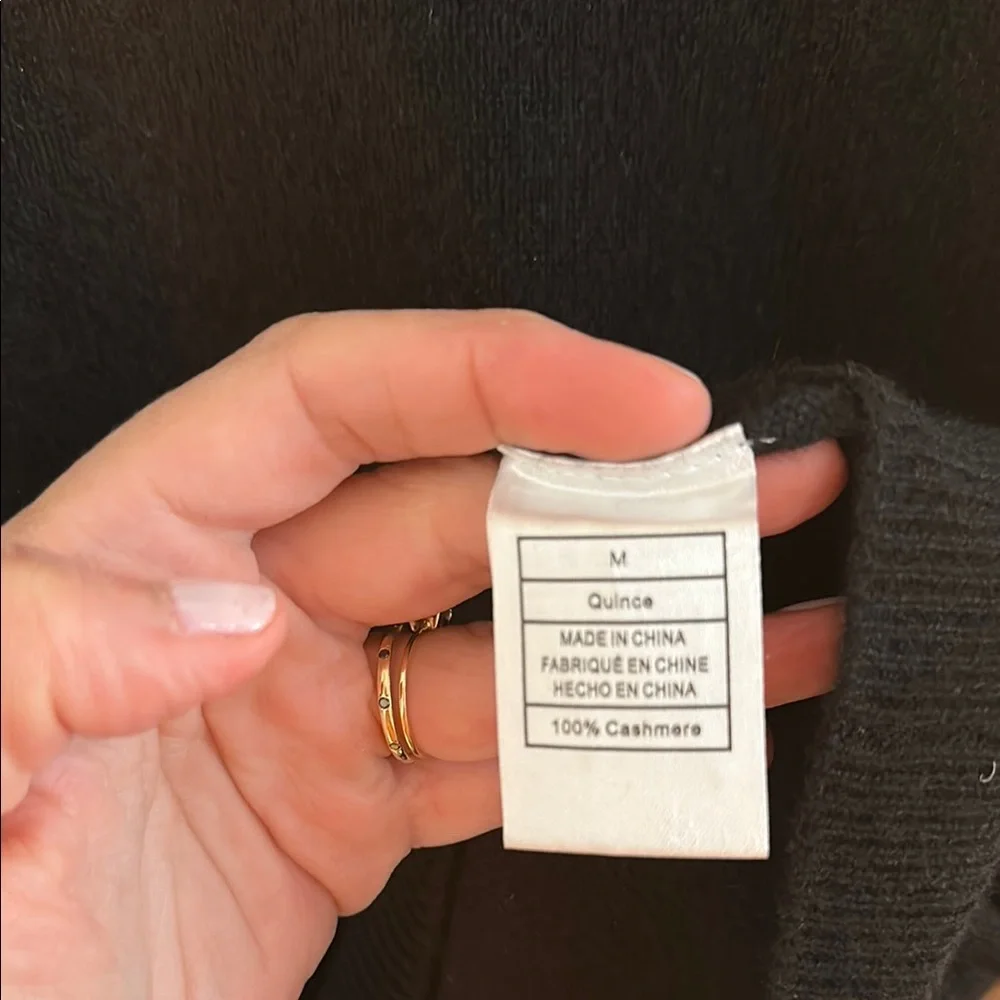 M
Quince
MADE IN CHINA
FABRIQUÉ EN CHINE
HECHO EN CHINA
100% Cashmere